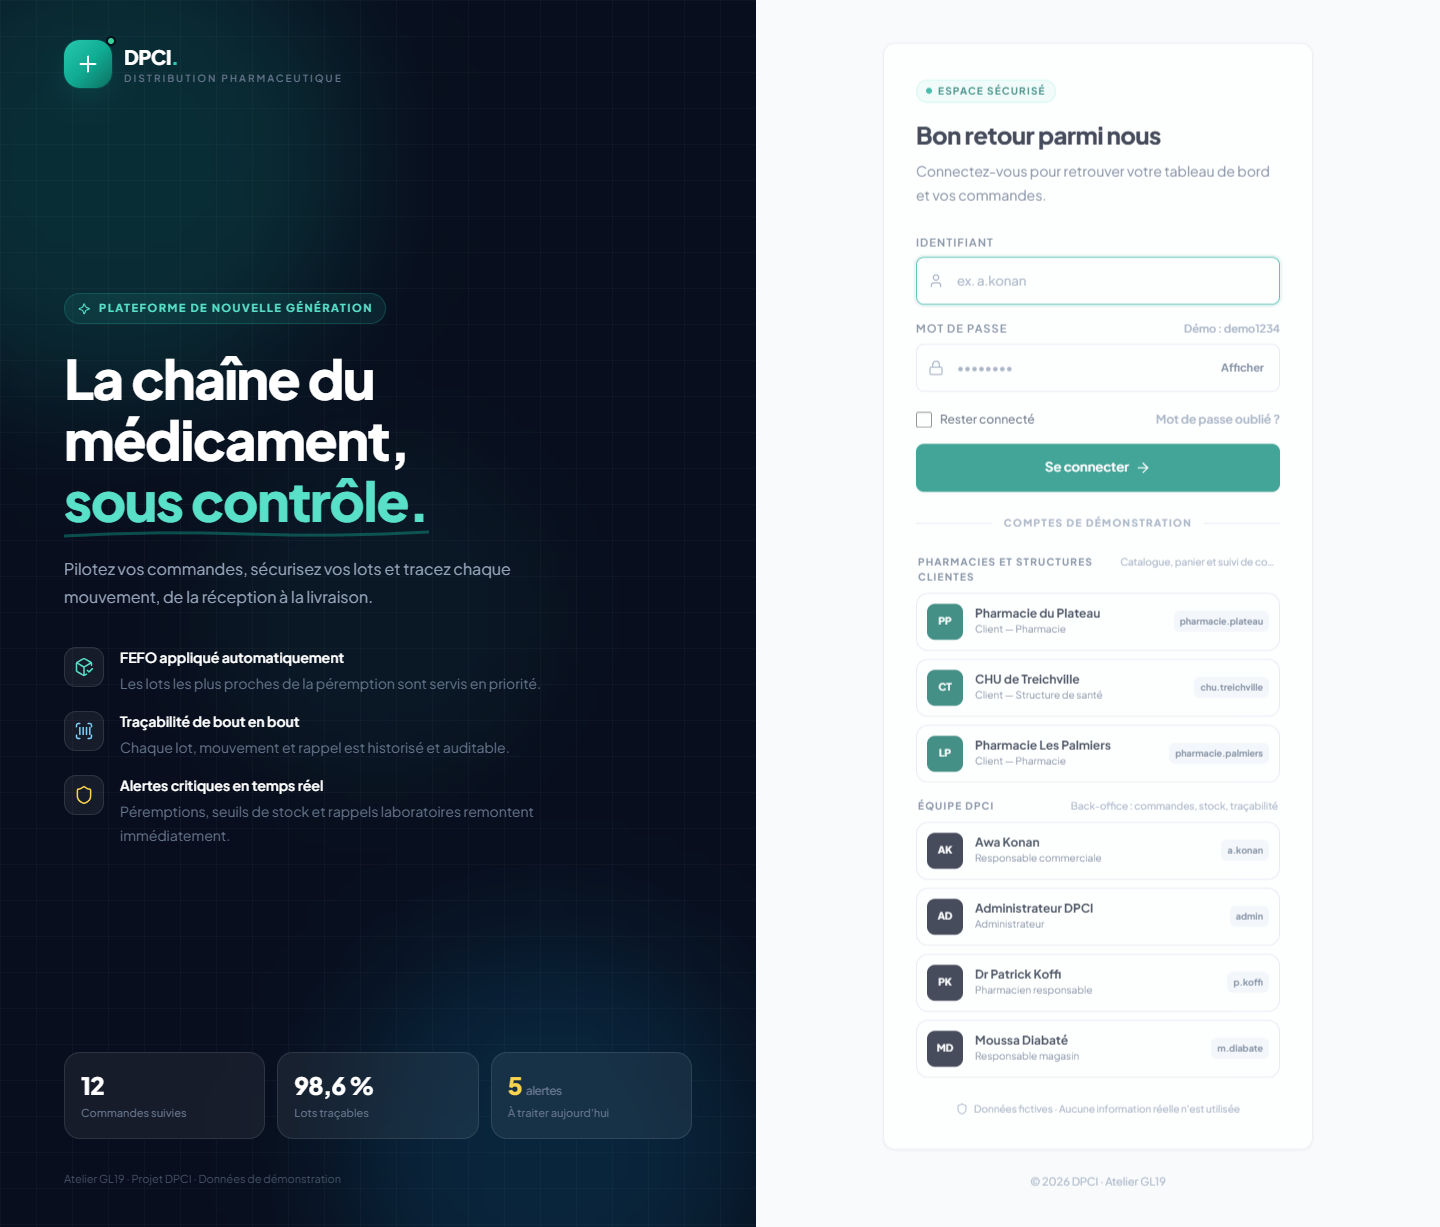 DPCI.
DISTRIBUTION PHARMACEUTIQUE
PLATEFORME DE NOUVELLE GÉNÉRATION
La chaîne du
médicament,
sous contrôle.
Pilotez vos commandes, sécurisez vos lots et tracez chaque
mouvement, de la réception à la livraison.
FEFO appliqué automatiquement
Les lots les plus proches de la péremption sont servis en priorité.
Traçabilité de bout en bout
Chaque lot, mouvement et rappel est historisé et auditable.
Alertes critiques en temps réel
Péremptions, seuils de stock et rappels laboratoires remontent
immédiatement.
12
Commandes suivies
98,6 %
Lots traçables
5 alertes
À traiter aujourd'hui
Atelier GL19 · Projet DPCI · Données de démonstration
ESPACE SÉCURISÉ
Bon retour parmi nous
Connectez-vous pour retrouver votre tableau de bord
et vos commandes.
IDENTIFIANT
ex. a.konan
MOT DE PASSE
Démo : demo1234
••••••••
Afficher
Rester connecté
Mot de passe oublié ?
Se connecter →
COMPTES DE DÉMONSTRATION
PHARMACIES ET STRUCTURES
CLIENTES
Catalogue, panier et suivi de co…
PP
Pharmacie du Plateau
Client — Pharmacie
pharmacie.plateau
CT
CHU de Treichville
Client — Structure de santé
chu.treichville
LP
Pharmacie Les Palmiers
Client — Pharmacie
pharmacie.palmiers
ÉQUIPE DPCI
Back-office : commandes, stock, traçabilité
AK
Awa Konan
Responsable commerciale
a.konan
AD
Administrateur DPCI
Administrateur
admin
PK
Dr Patrick Koffi
Pharmacien responsable
p.koffi
MD
Moussa Diabaté
Responsable magasin
m.diabate
Données fictives · Aucune information réelle n'est utilisée
© 2026 DPCI · Atelier GL19